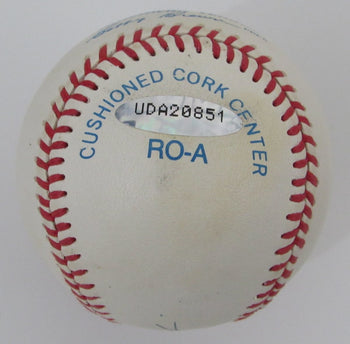 CUSHIONED CORK CENTER
UDA20851
RO-A